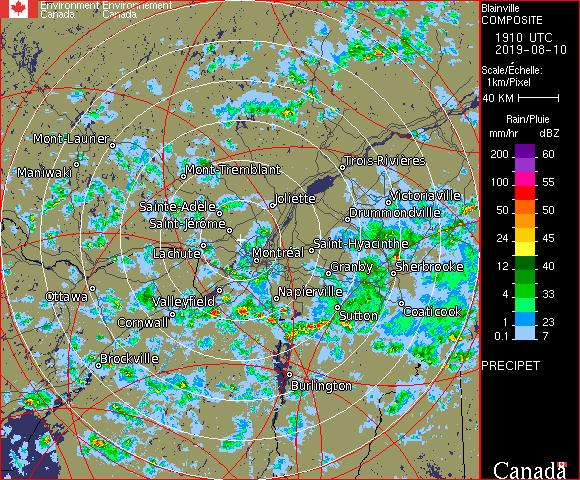 Environment Environnement
Canada Canada
Blainville
COMPOSITE
1910 UTC
2019-08-10
Scale/Échelle:
1km/Pixel
40 KM
Rain/Pluie
mm/hr dBZ
200 60
100 55
50 50
24 45
12 40
4 33
1 23
0.1 7
PRECIPET
Canada
Mont-Laurier
Maniwaki
Mont-Tremblant
Trois-Rivières
Sainte-Adèle
Joliette
Victoriaville
Saint-Jérôme
Drummondville
Lachute
Montréal
Saint-Hyacinthe
Granby
Sherbrooke
Ottawa
Valleyfield
Napierville
Cornwall
Sutton
Coaticook
Brockville
Burlington